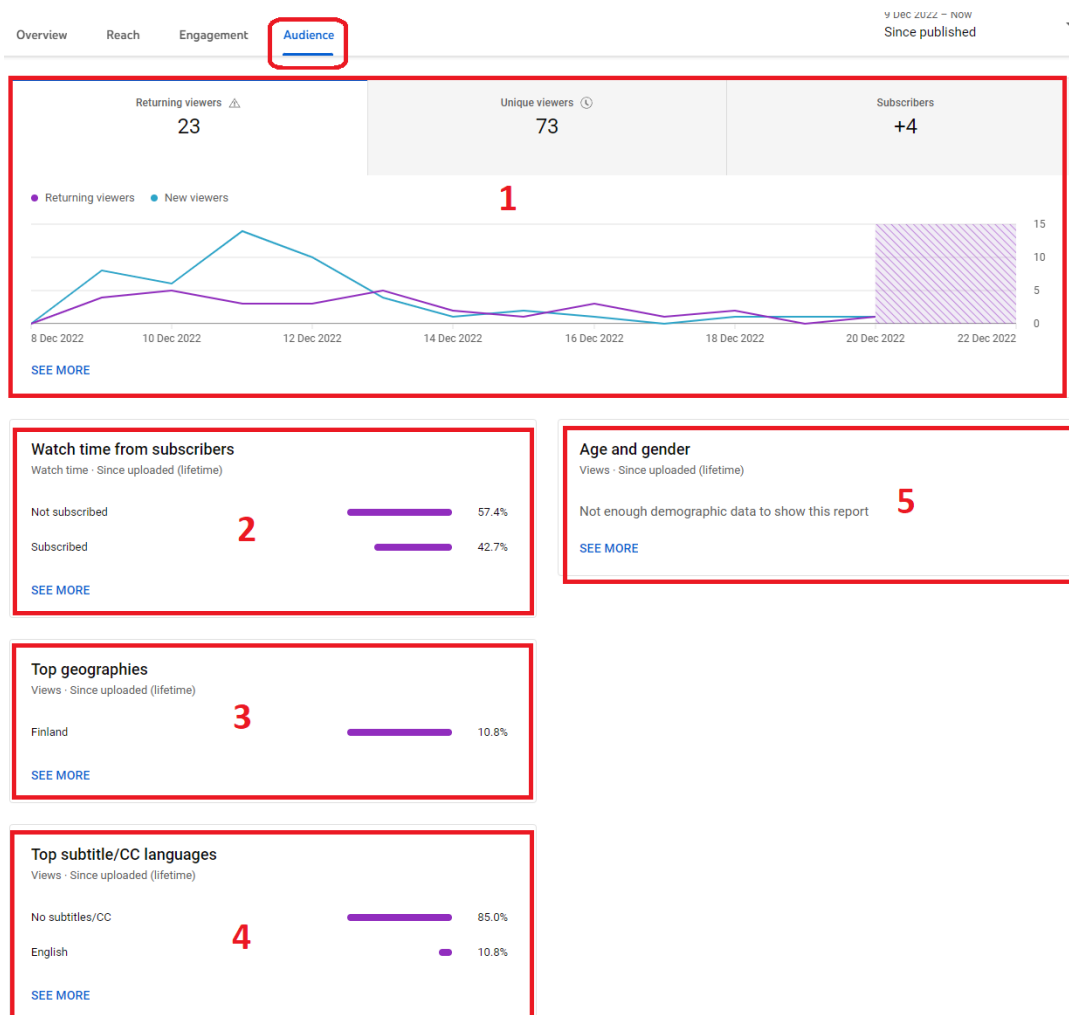 9 Dec 2022 – Now
Overview Reach Engagement Audience
Since published
Returning viewers
Unique viewers
Subscribers
23
73
+4
Returning viewers New viewers
1
15
10
5
0
8 Dec 2022 10 Dec 2022 12 Dec 2022 14 Dec 2022 16 Dec 2022 18 Dec 2022 20 Dec 2022 22 Dec 2022
SEE MORE
Watch time from subscribers
Watch time · Since uploaded (lifetime)
Not subscribed 57.4%
2
Subscribed 42.7%
SEE MORE
Age and gender
Views · Since uploaded (lifetime)
5
Not enough demographic data to show this report
SEE MORE
Top geographies
Views · Since uploaded (lifetime)
3
Finland 10.8%
SEE MORE
Top subtitle/CC languages
Views · Since uploaded (lifetime)
No subtitles/CC 85.0%
4
English 10.8%
SEE MORE